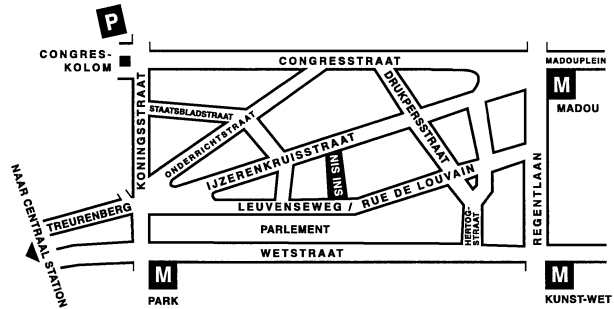 P
CONGRES-
KOLOM
CONGRESSTRAAT
MADOUPLEIN
M
MADOU
KONINGSSTRAAT
STAATSBLADSTRAAT
ONDERRICHTSTRAAT
DRUKPERSSTRAAT
IJZERENKRUISSTRAAT
NIS INS
LEUVENSEWEG / RUE DE LOUVAIN
REGENTLAAN
NAAR CENTRAAL STATION
TREURENBERG
PARLEMENT
HERTOG-
STRAAT
WETSTRAAT
M
PARK
M
KUNST-WET